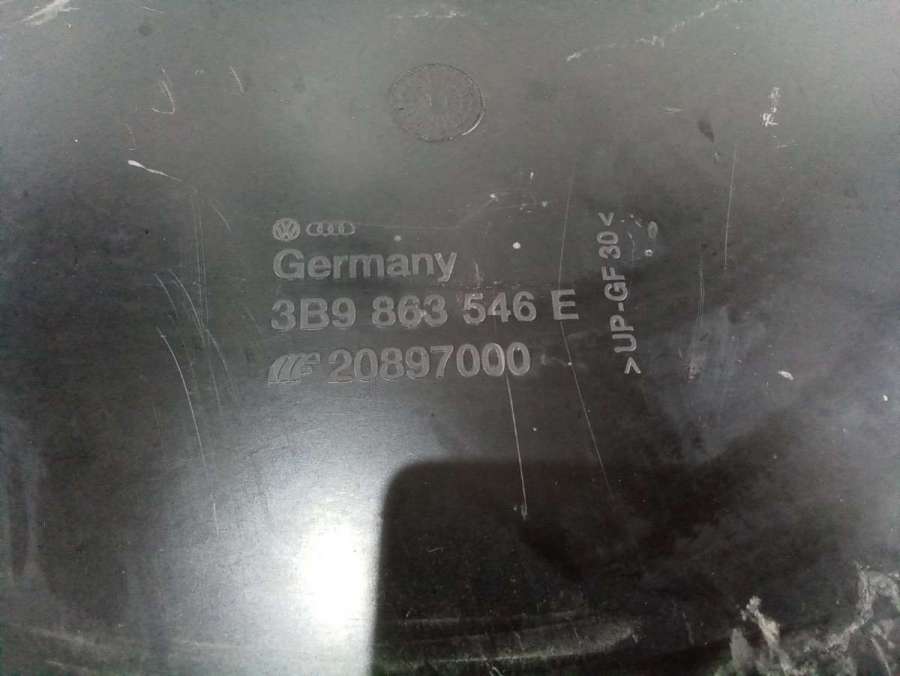 Germany
3B9 863 546 E
20897000
>UP-GF 30<